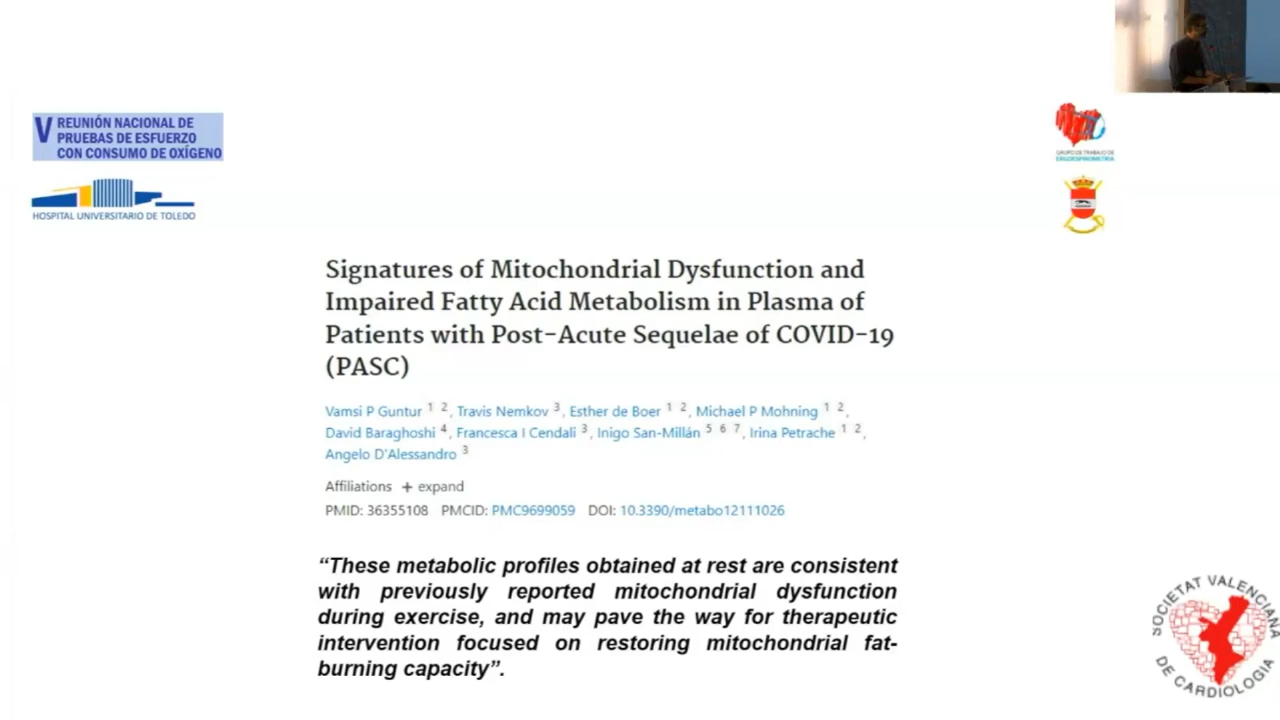 V REUNIÓN NACIONAL DE
PRUEBAS DE ESFUERZO
CON CONSUMO DE OXÍGENO
HOSPITAL UNIVERSITARIO DE TOLEDO
GRUPO DE TRABAJO DE
ERGOESPIROMETRIA
Signatures of Mitochondrial Dysfunction and
Impaired Fatty Acid Metabolism in Plasma of
Patients with Post-Acute Sequelae of COVID-19
(PASC)
Vamsi P Guntur 1 2, Travis Nemkov 3, Esther de Boer 1 2, Michael P Mohning 1 2,
David Baraghoshi 4, Francesca I Cendali 3, Inigo San-Millán 5 6 7, Irina Petrache 1 2,
Angelo D'Alessandro 3
Affiliations + expand
PMID: 36355108 PMCID: PMC9699059 DOI: 10.3390/metabo12111026
“These metabolic profiles obtained at rest are consistent
with previously reported mitochondrial dysfunction
during exercise, and may pave the way for therapeutic
intervention focused on restoring mitochondrial fat-
burning capacity”.
SOCIETAT VALENCIANA
DE CARDIOLOGIA